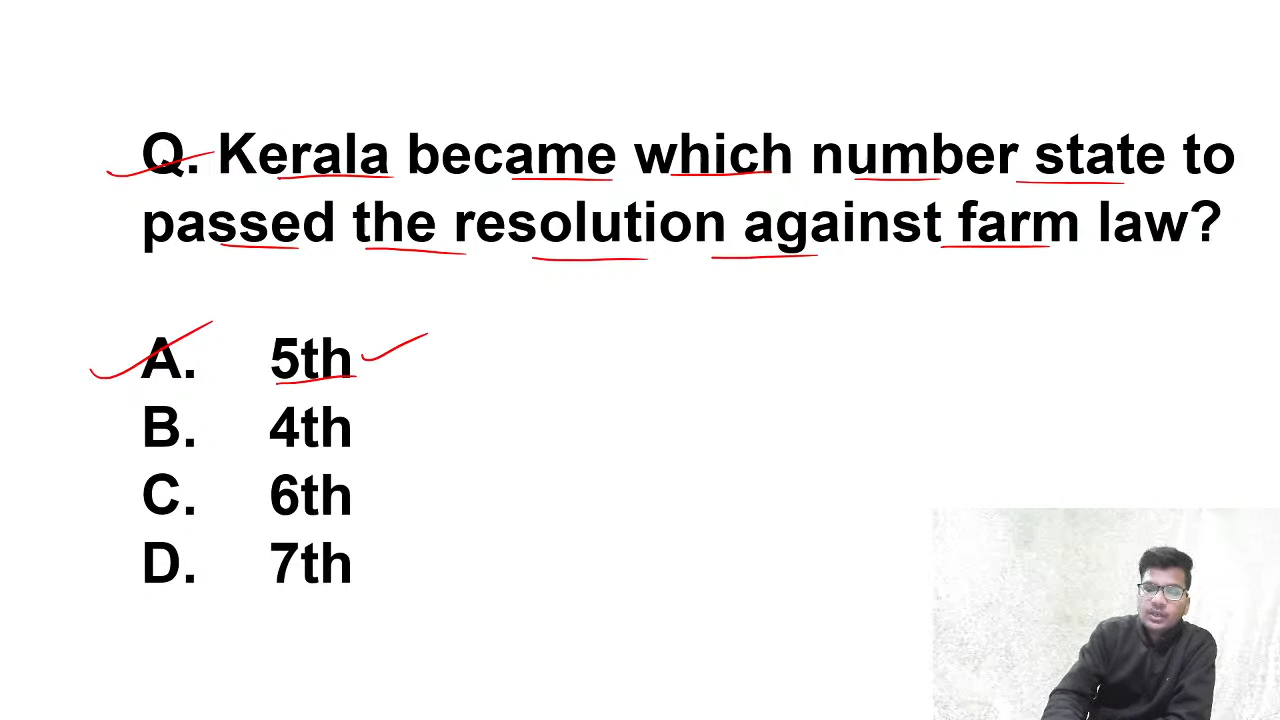 Q. Kerala became which number state to
passed the resolution against farm law?
A. 5th
B. 4th
C. 6th
D. 7th